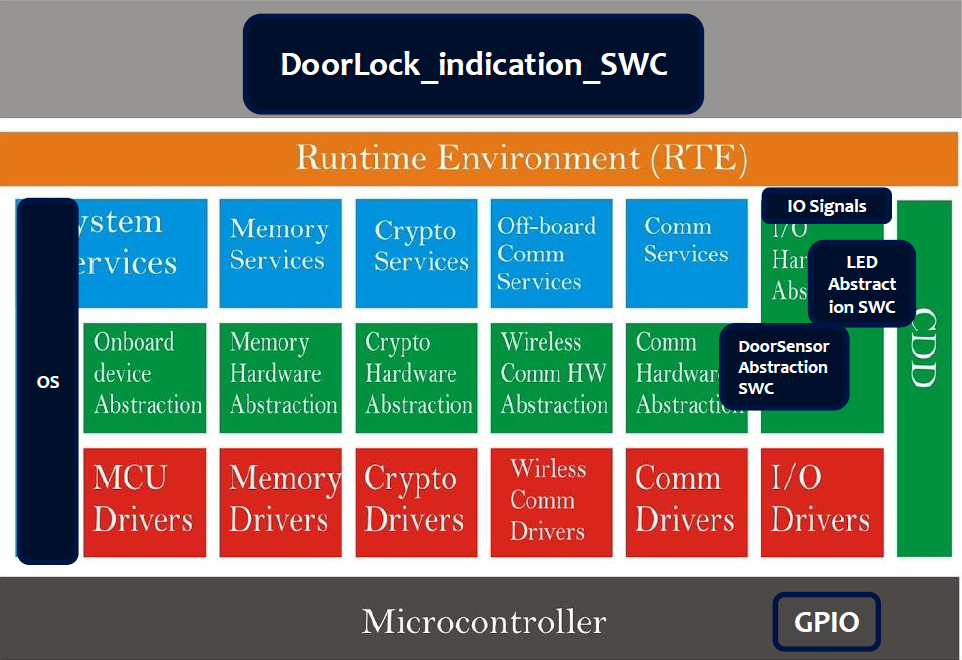 DoorLock_indication_SWC
Runtime Environment (RTE)
OS
ystem
ervices
Memory
Services
Crypto
Services
Off-board
Comm
Services
Comm
Services
IO Signals
I/O
Har
Abs
LED
Abstract
ion SWC
CDD
Onboard
device
Abstraction
Memory
Hardware
Abstraction
Crypto
Hardware
Abstraction
Wireless
Comm HW
Abstraction
Comm
Hardwar
Abstraction
DoorSensor
Abstraction
SWC
MCU
Drivers
Memory
Drivers
Crypto
Drivers
Wirless
Comm
Drivers
Comm
Drivers
I/O
Drivers
Microcontroller
GPIO